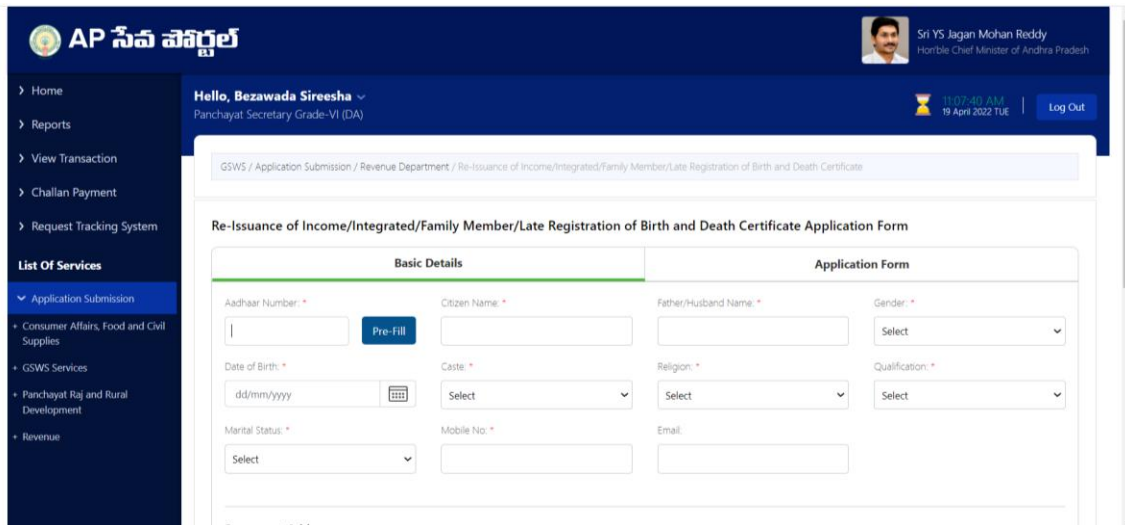 AP సేవ పోర్టల్
Sri YS Jagan Mohan Reddy
Hon'ble Chief Minister of Andhra Pradesh
Home
Reports
View Transaction
Challan Payment
Request Tracking System
List Of Services
Application Submission
Consumer Affairs, Food and Civil
Supplies
GSWS Services
Panchayat Raj and Rural
Development
Revenue
Hello, Bezawada Sireesha
Panchayat Secretary Grade-VI (DA)
11:07:40 AM
19 April 2022 TUE
Log Out
GSWS / Application Submission / Revenue Department / Re-Issuance of Income/Integrated/Family Member/Late Registration of Birth and Death Certificate
Re-Issuance of Income/Integrated/Family Member/Late Registration of Birth and Death Certificate Application Form
Basic Details
Application Form
Aadhaar Number: * Citizen Name: * Father/Husband Name: * Gender: *
Pre-Fill Select
Date of Birth: * Caste: * Religion: * Qualification: *
dd/mm/yyyy Select Select Select
Marital Status: * Mobile No: * Email:
Select